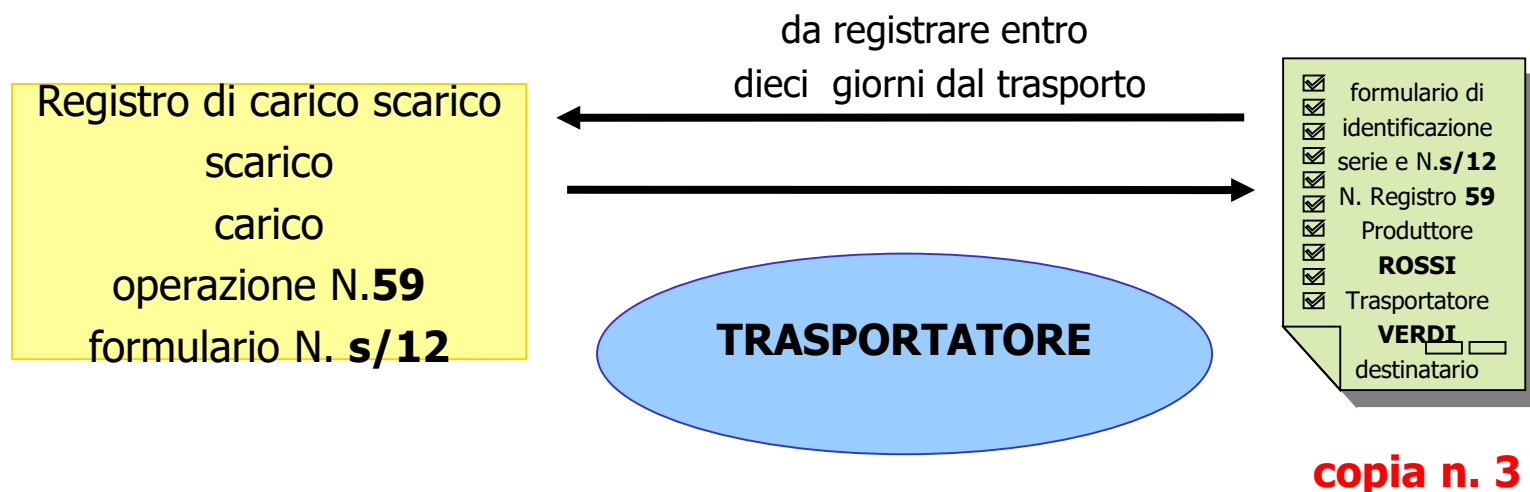 da registrare entro
dieci giorni dal trasporto
Registro di carico scarico
scarico
carico
operazione N.59
formulario N. s/12
TRASPORTATORE
formulario di
identificazione
serie e N.s/12
N. Registro 59
Produttore
ROSSI
Trasportatore
VERDI
destinatario
copia n. 3